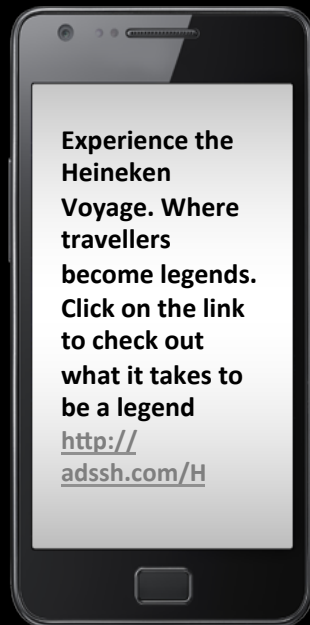 Experience the
Heineken
Voyage. Where
travellers
become legends.
Click on the link
to check out
what it takes to
be a legend
http://
adssh.com/H